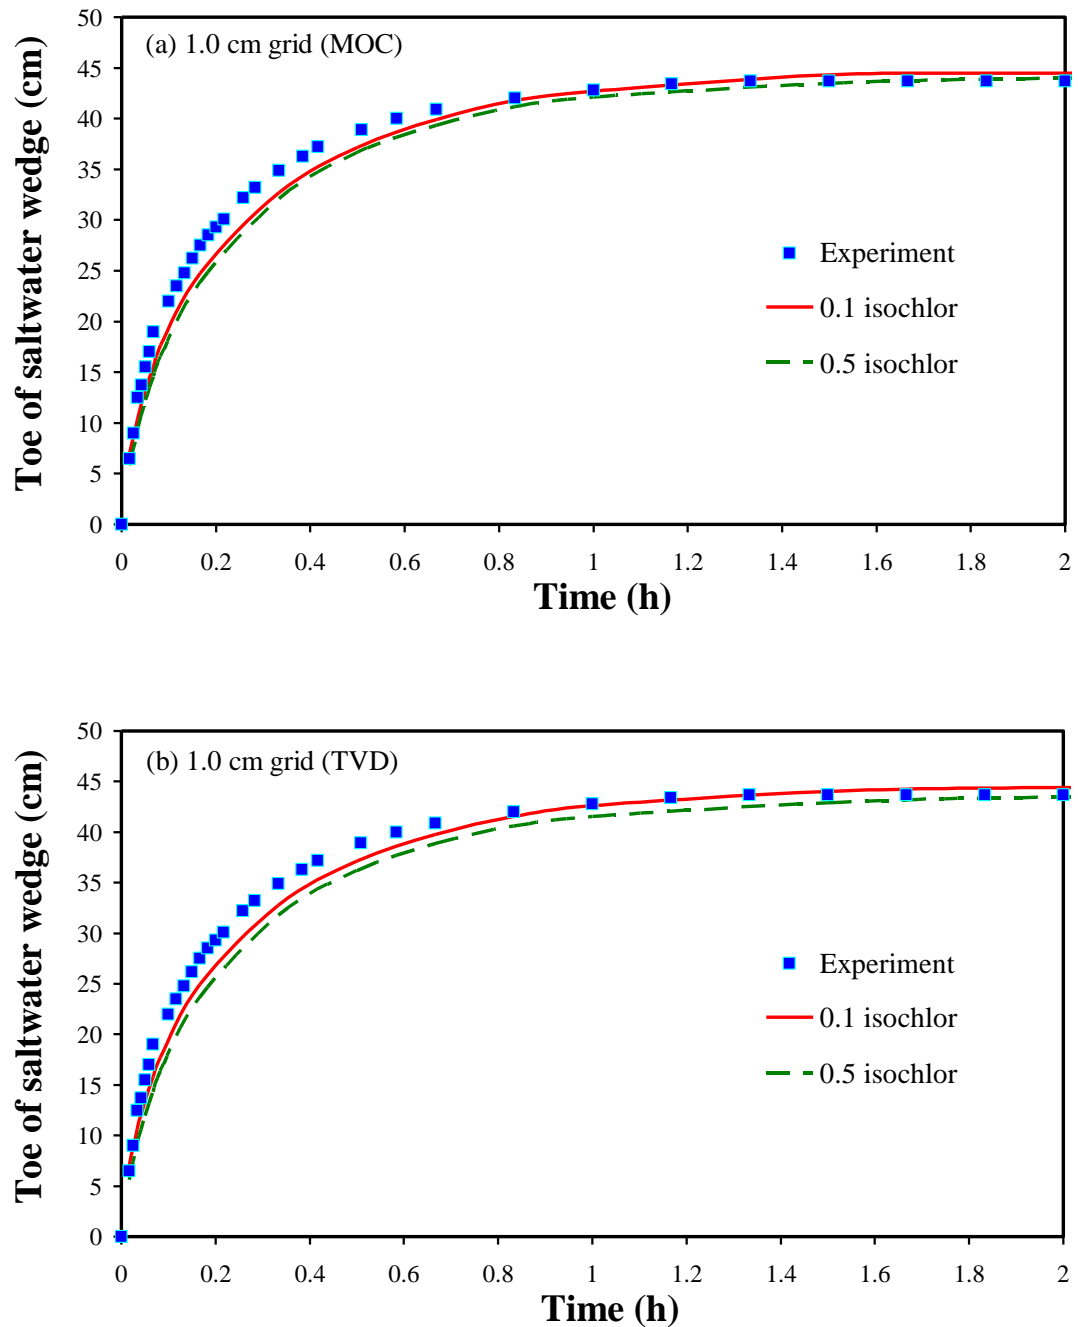 (a) 1.0 cm grid (MOC)
Toe of saltwater wedge (cm)
50
45
40
35
30
25
20
15
10
5
0
Experiment
0.1 isochlor
0.5 isochlor
0 0.2 0.4 0.6 0.8 1 1.2 1.4 1.6 1.8 2
Time (h)
(b) 1.0 cm grid (TVD)
Toe of saltwater wedge (cm)
50
45
40
35
30
25
20
15
10
5
0
Experiment
0.1 isochlor
0.5 isochlor
0 0.2 0.4 0.6 0.8 1 1.2 1.4 1.6 1.8 2
Time (h)